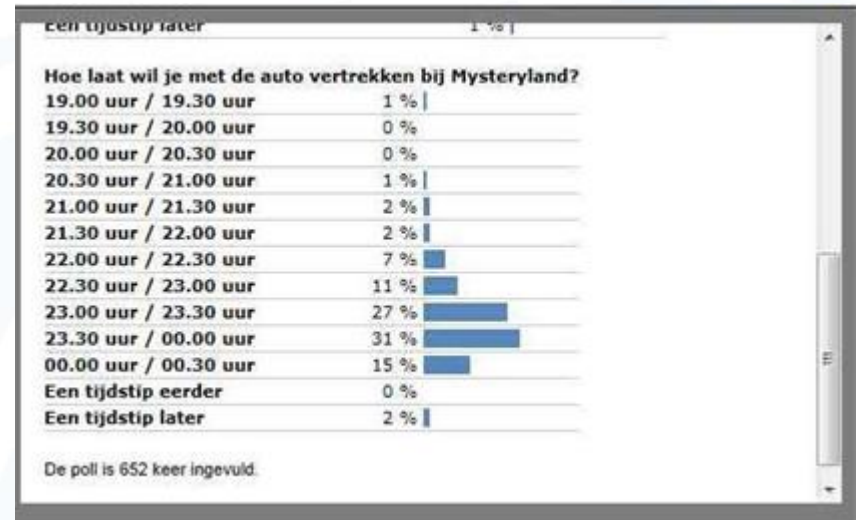 Een tijdstip later 1 %
Hoe laat wil je met de auto vertrekken bij Mysteryland?
19.00 uur / 19.30 uur 1 %
19.30 uur / 20.00 uur 0 %
20.00 uur / 20.30 uur 0 %
20.30 uur / 21.00 uur 1 %
21.00 uur / 21.30 uur 2 %
21.30 uur / 22.00 uur 2 %
22.00 uur / 22.30 uur 7 %
22.30 uur / 23.00 uur 11 %
23.00 uur / 23.30 uur 27 %
23.30 uur / 00.00 uur 31 %
00.00 uur / 00.30 uur 15 %
Een tijdstip eerder 0 %
Een tijdstip later 2 %
De poll is 652 keer ingevuld.